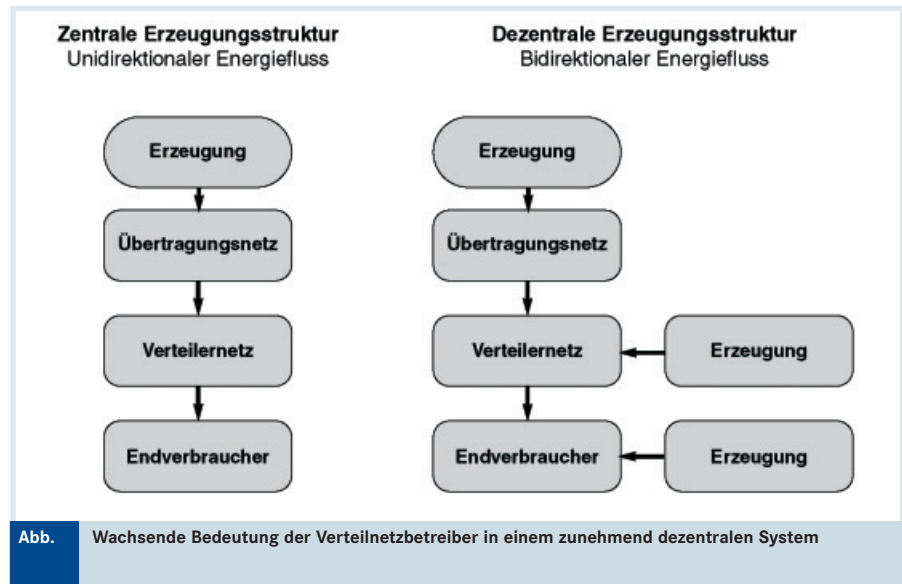 Zentrale Erzeugungsstruktur
Unidirektionaler Energiefluss
Erzeugung
Übertragungsnetz
Verteilernetz
Endverbraucher
Dezentrale Erzeugungsstruktur
Bidirektionaler Energiefluss
Erzeugung
Übertragungsnetz
Verteilernetz
Erzeugung
Endverbraucher
Erzeugung
Abb.
Wachsende Bedeutung der Verteilnetzbetreiber in einem zunehmend dezentralen System